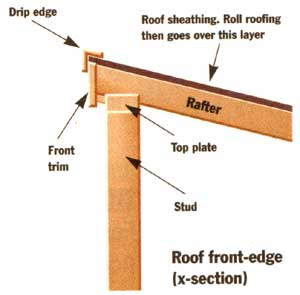 Drip edge
Roof sheathing. Roll roofing
then goes over this layer
Rafter
Front
trim
Top plate
Stud
Roof front-edge
(x-section)